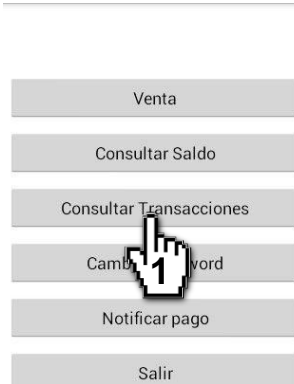 Venta
Consultar Saldo
Consultar Transacciones
1
Notificar pago
Salir